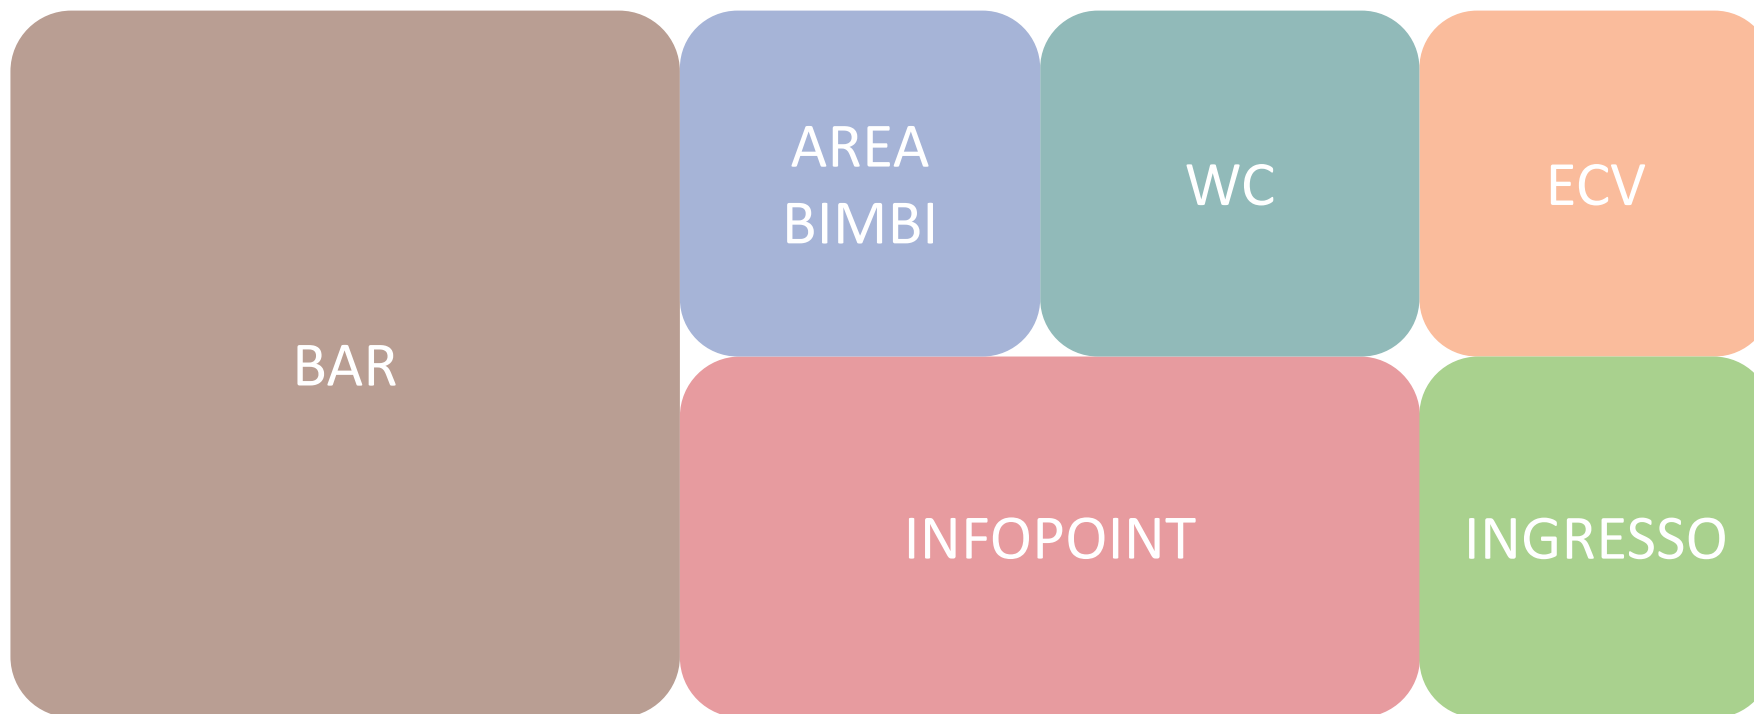 BAR
AREA
BIMBI
WC
ECV
INFOPOINT
INGRESSO